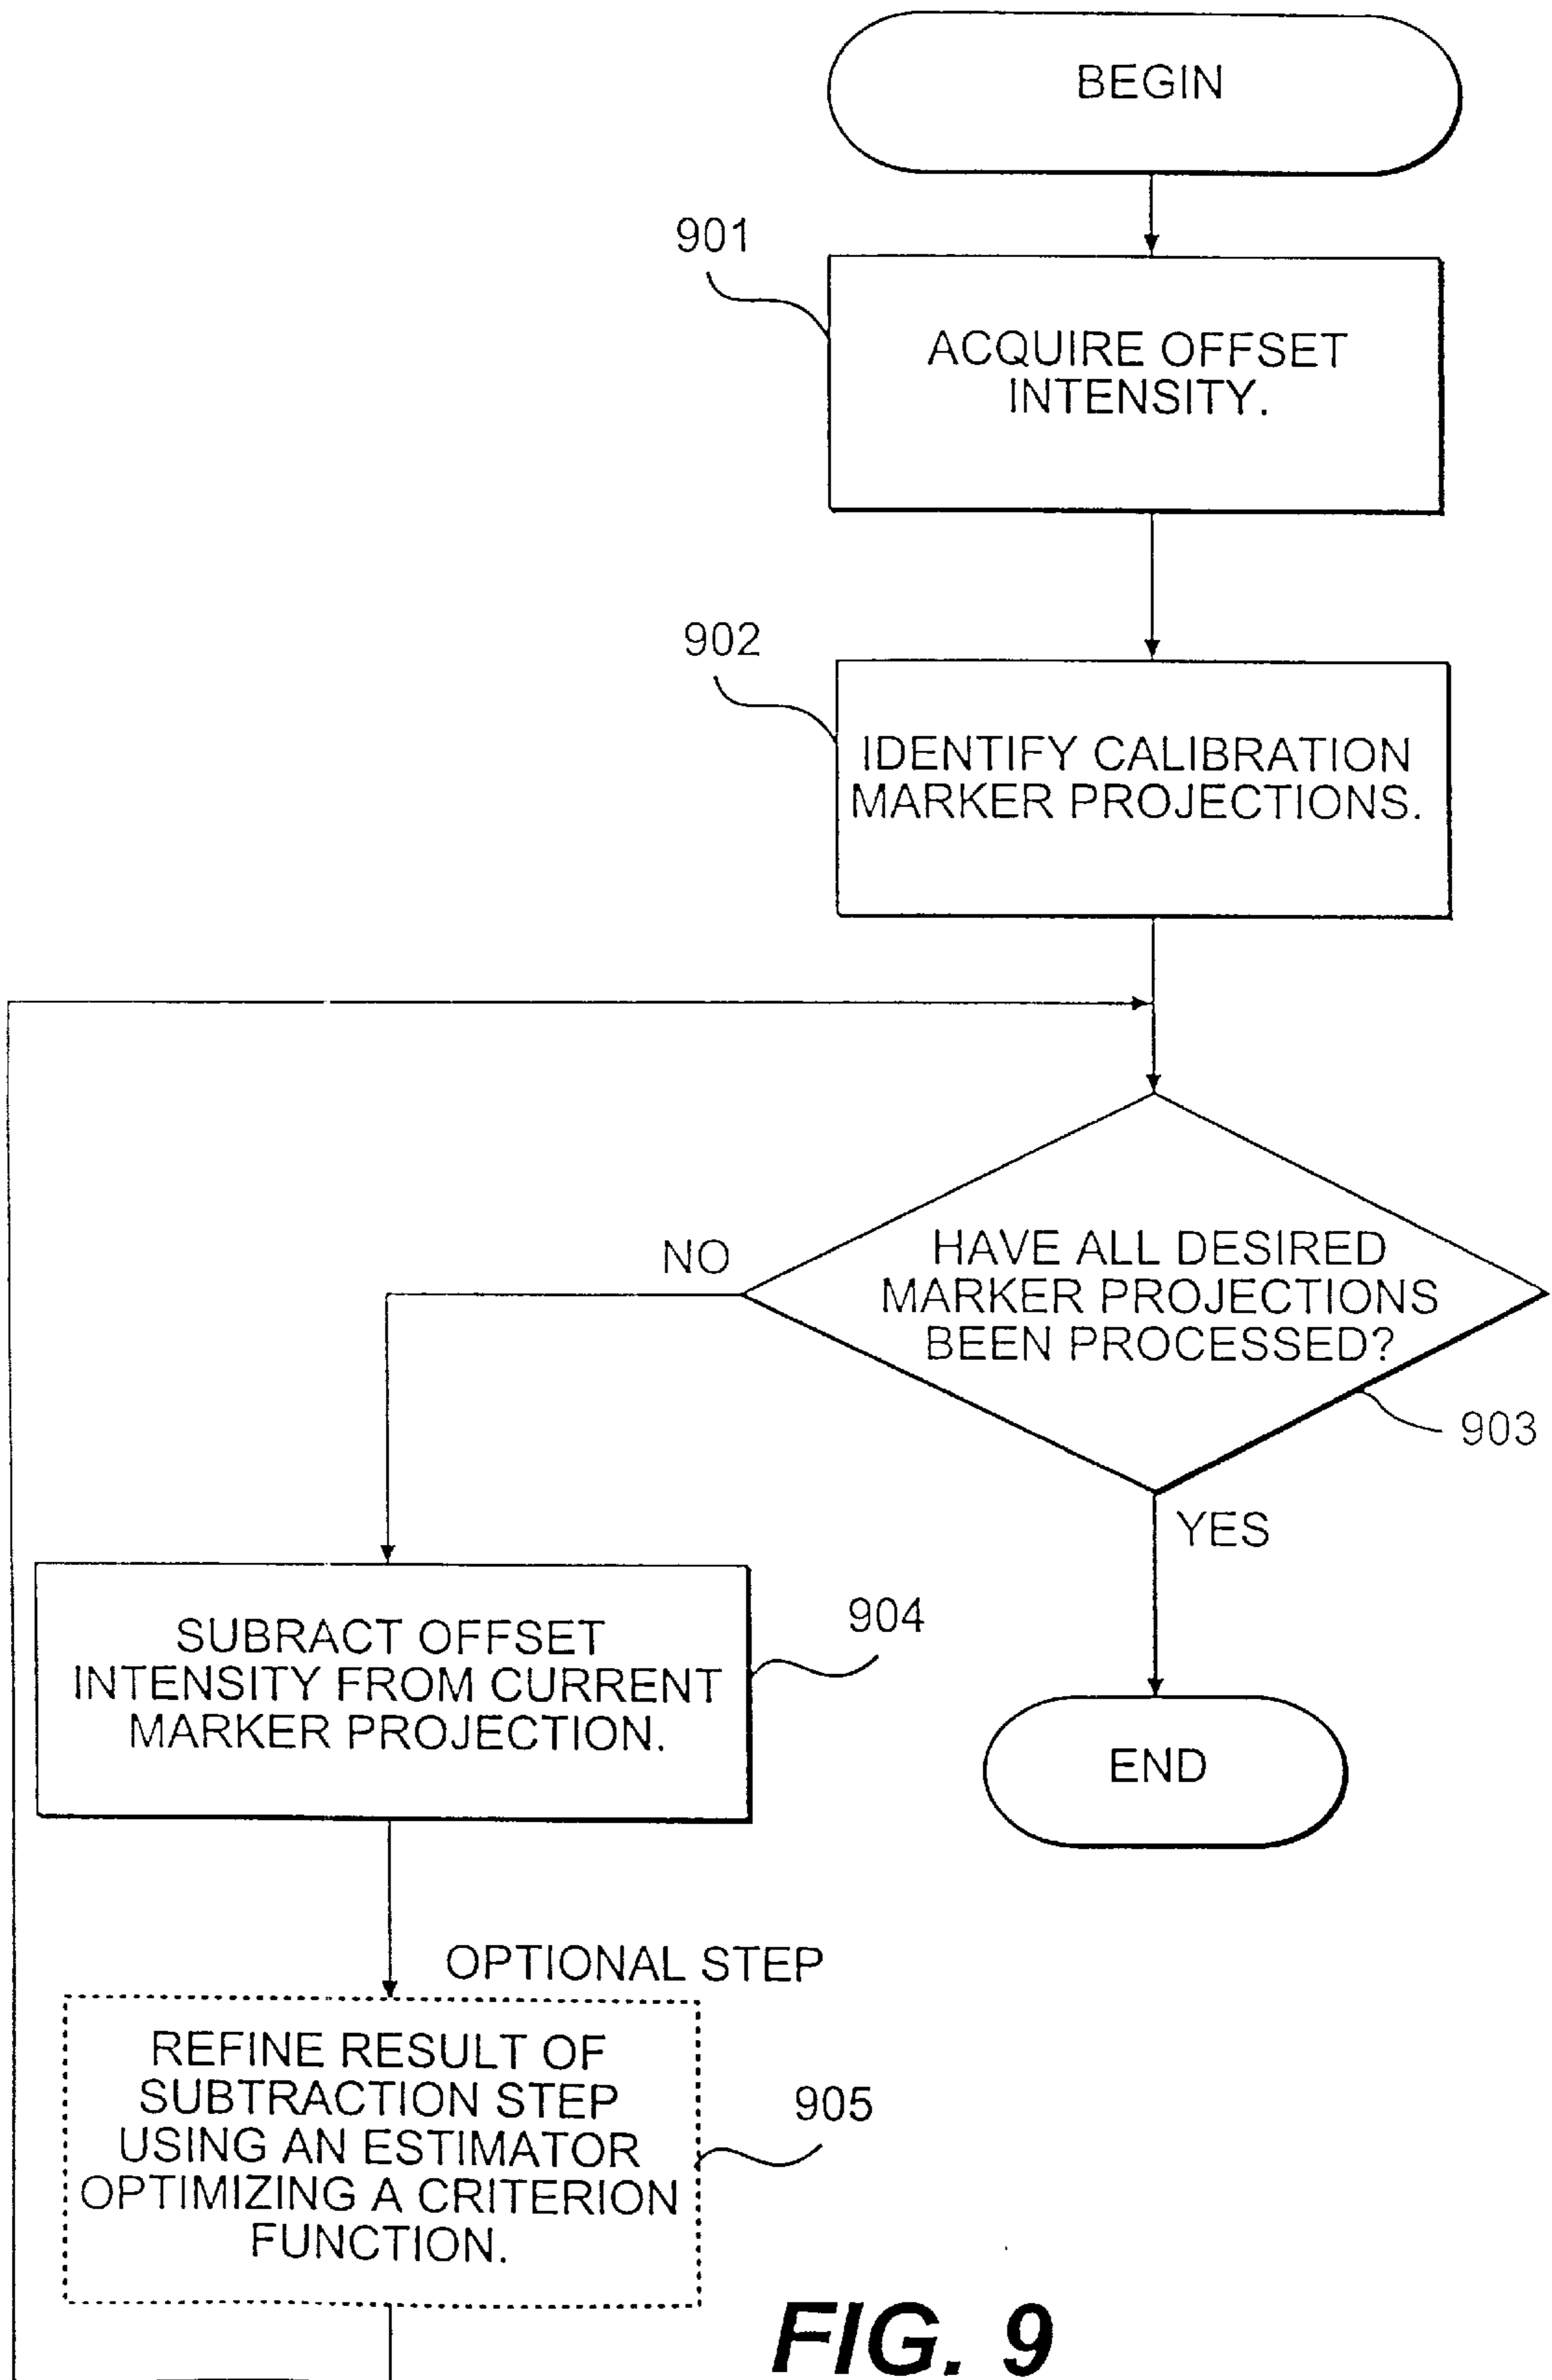 BEGIN
901
ACQUIRE OFFSET
INTENSITY.
902
IDENTIFY CALIBRATION
MARKER PROJECTIONS.
NO
HAVE ALL DESIRED
MARKER PROJECTIONS
BEEN PROCESSED?
903
YES
SUBRACT OFFSET
INTENSITY FROM CURRENT
MARKER PROJECTION.
904
END
OPTIONAL STEP
REFINE RESULT OF
SUBTRACTION STEP
USING AN ESTIMATOR
OPTIMIZING A CRITERION
FUNCTION.
905
FIG. 9